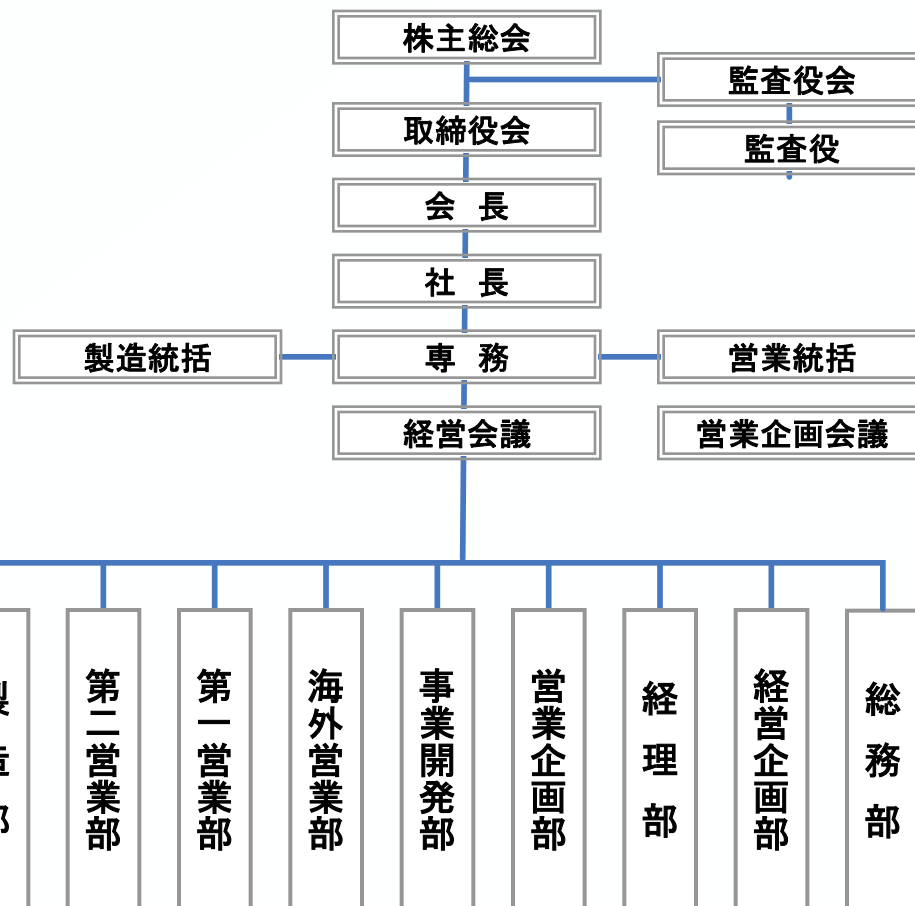 株主総会
監査役会
取締役会
監査役
会 長
社 長
製造統括
専 務
営業統括
経営会議
営業企画会議
第二営業部
第一営業部
海外営業部
事業開発部
営業企画部
経理部
経営企画部
総務部